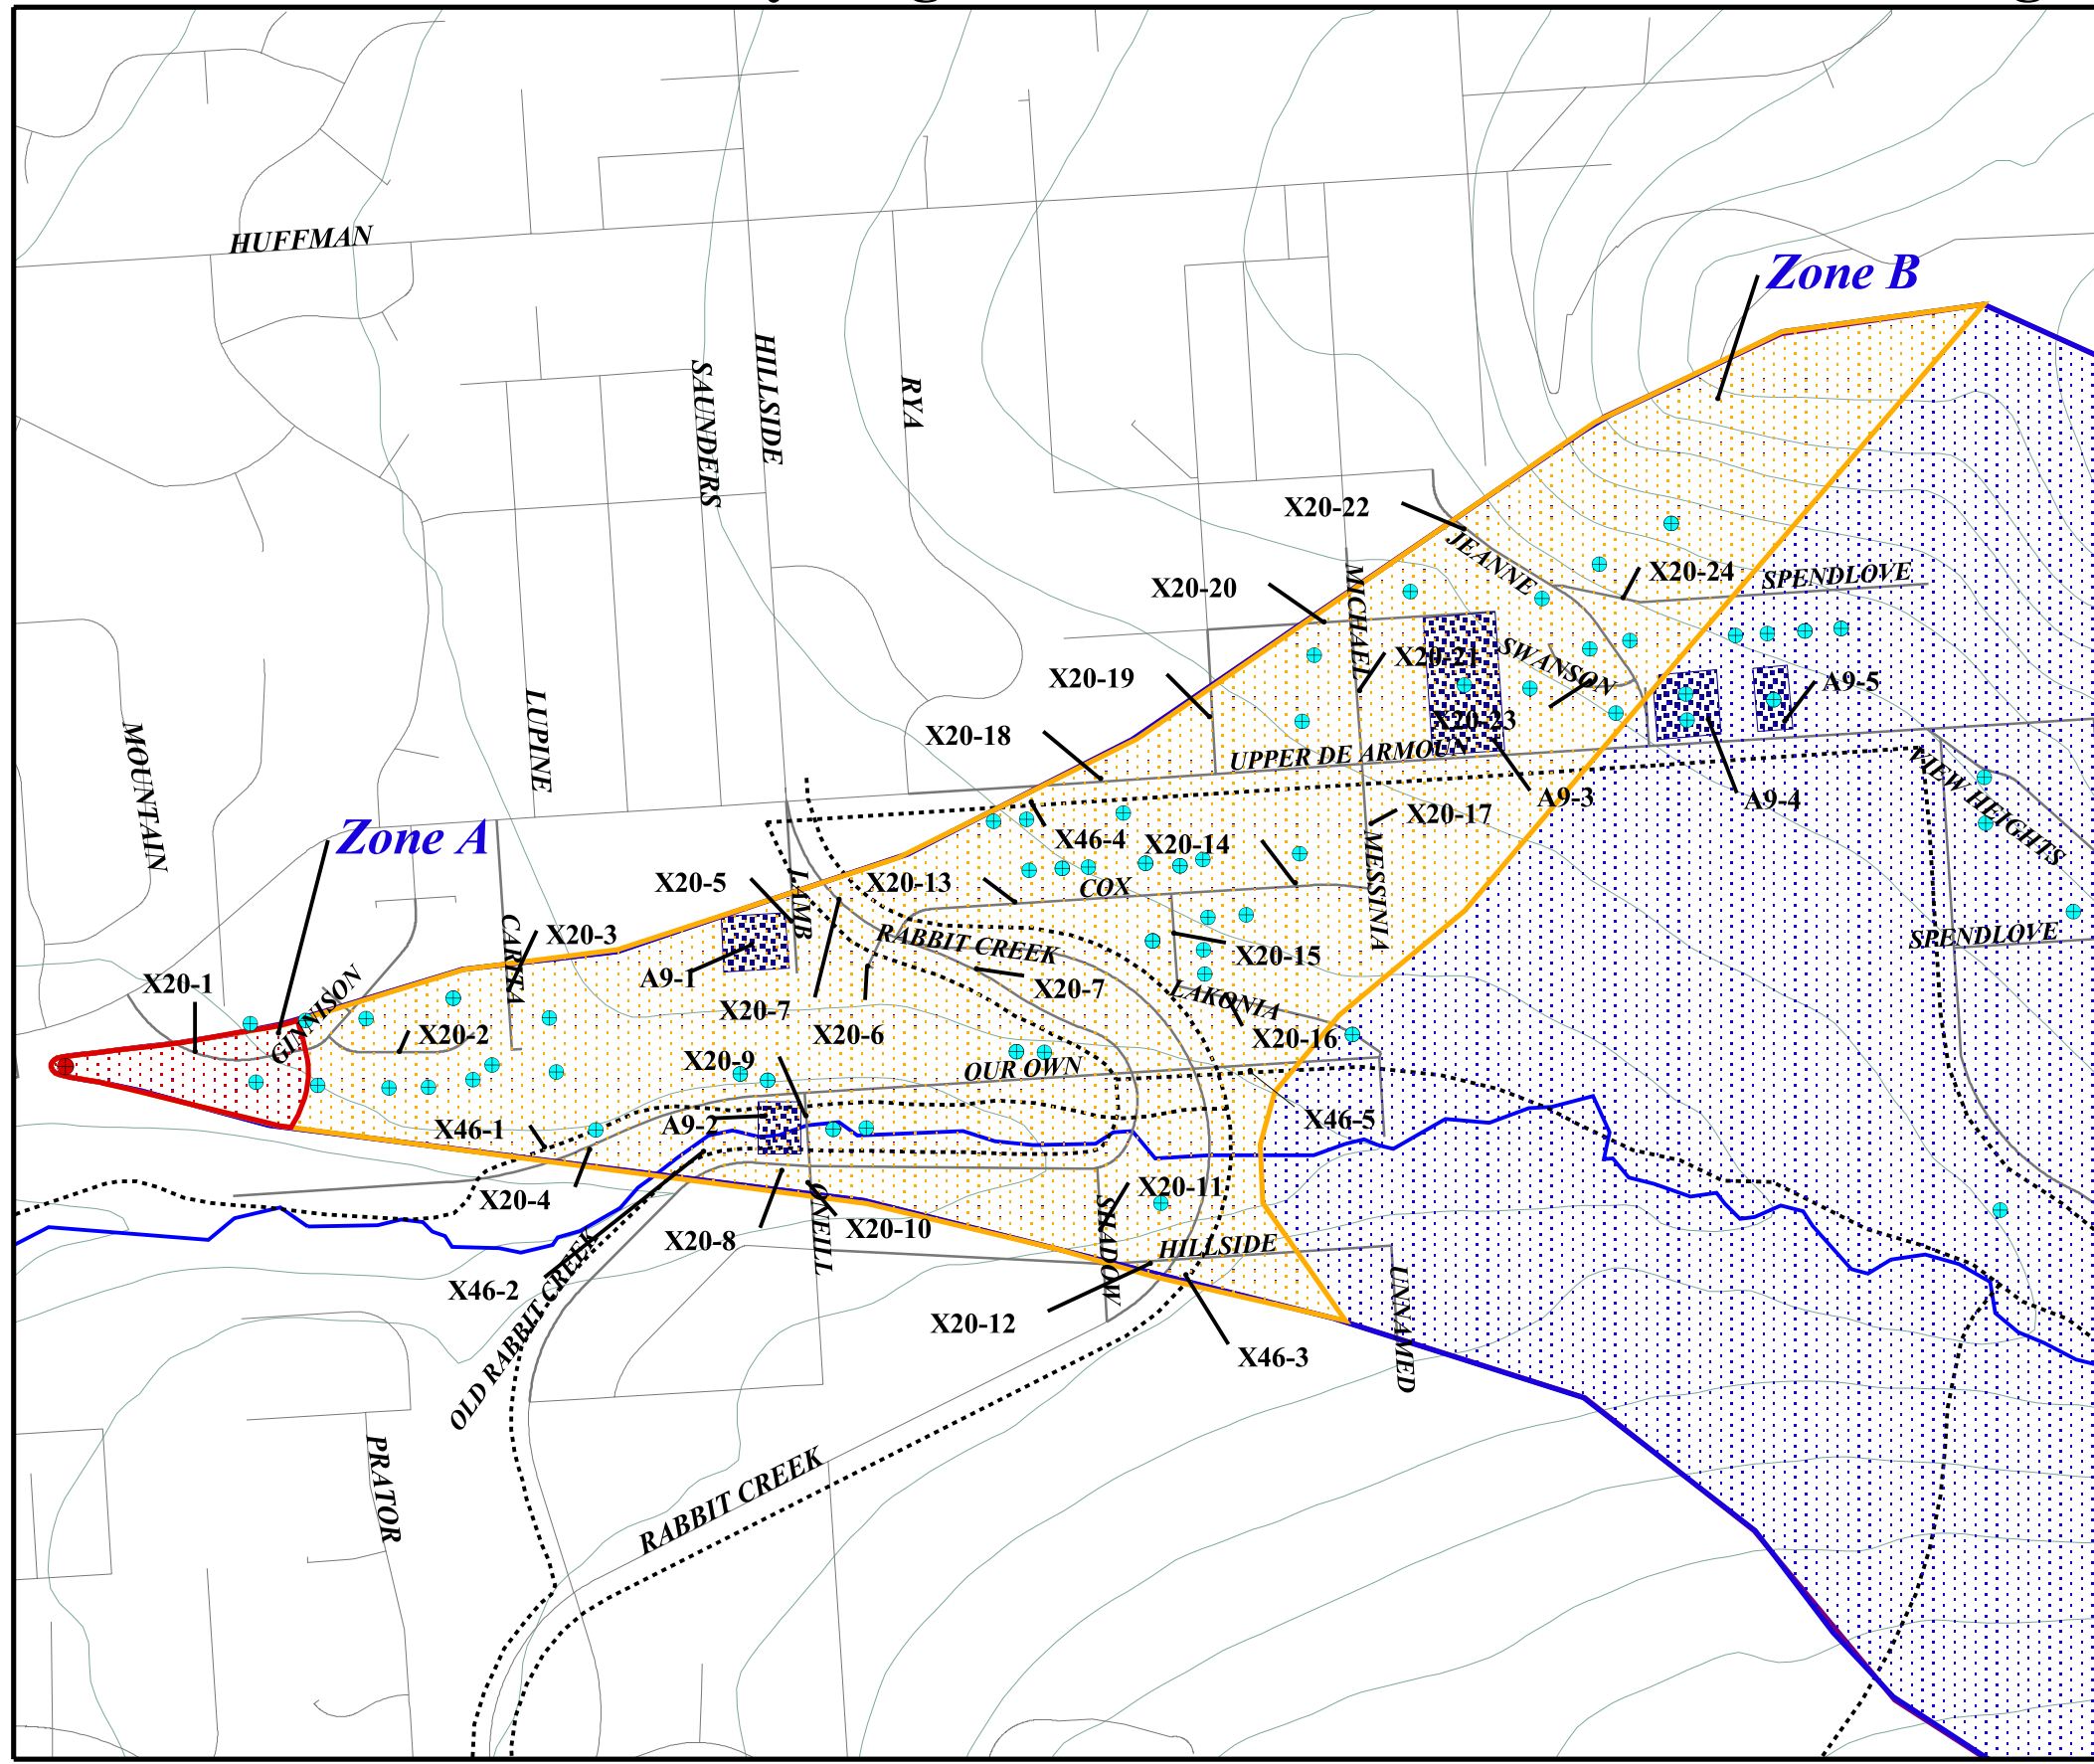 HUFFMAN
Zone B
HILLSIDE
SAUNDERS
RYA
X20-22
JEANNE
X20-24
SPENDLOVE
X20-20
MICHAEL
X20-21
SWANSON
X20-19
A9-5
LUPINE
X20-23
MOUNTAIN
X20-18
UPPER DE ARMOUN
VIEW HEIGHTS
A9-3
A9-4
Zone A
X46-4
X20-14
X20-17
MESSINIA
X20-5
LAMB
X20-13
COX
CARITA
X20-3
RABBIT CREEK
SPENDLOVE
X20-15
X20-1
A9-1
GINNISON
X20-7
X20-7
LAKONIA
X20-2
X20-6
X20-16
X20-9
OUR OWN
X46-1
A9-2
X46-5
X20-4
X20-11
ONEILL
X20-10
SHADOW
X20-8
HILLSIDE
X46-2
OLD RABBIT CREEK
X20-12
UNNAMED
X46-3
PRATOR
RABBIT CREEK